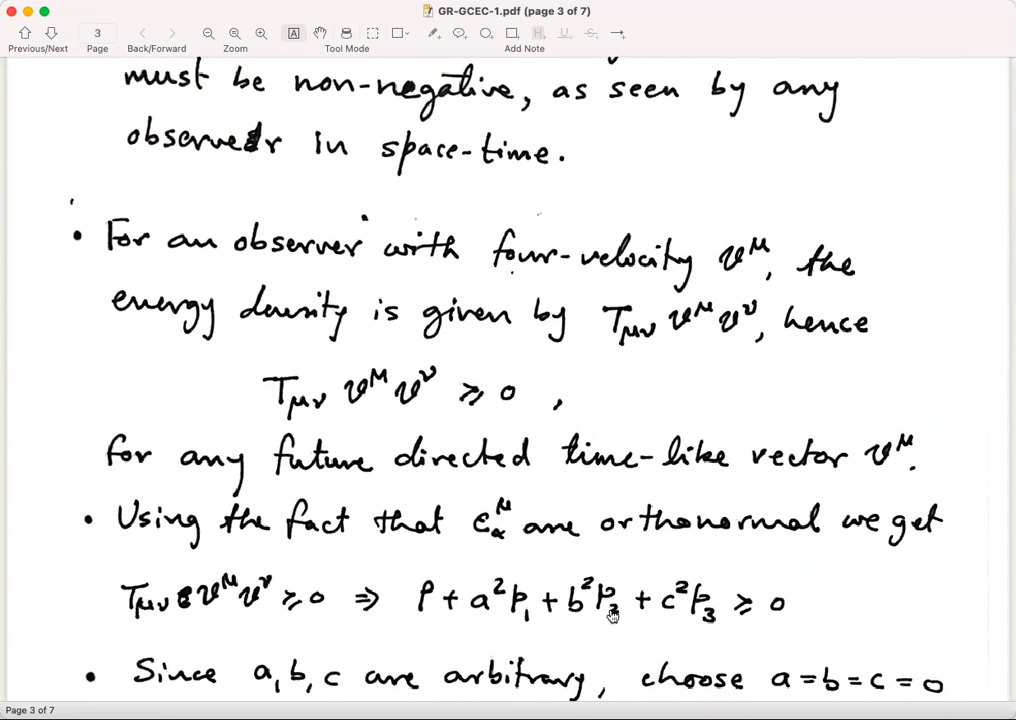 GR-GCEC-1.pdf (page 3 of 7)
3
Previous/Next Page Back/Forward Zoom Tool Mode Add Note
must be non-negative, as seen by any
observer in space-time.
• For an observer with four-velocity v^μ, the
energy density is given by T_μν v^μ v^ν, hence
T_μν v^μ v^ν ≥ 0 ,
for any future directed time-like vector v^μ.
• Using the fact that e^μ_α are orthonormal we get
T_μν v^μ v^ν ≥ 0 ⇒ ρ + a²p₁ + b²p₂ + c²p₃ ≥ 0
• Since a, b, c are arbitrary, choose a = b = c = 0
Page 3 of 7